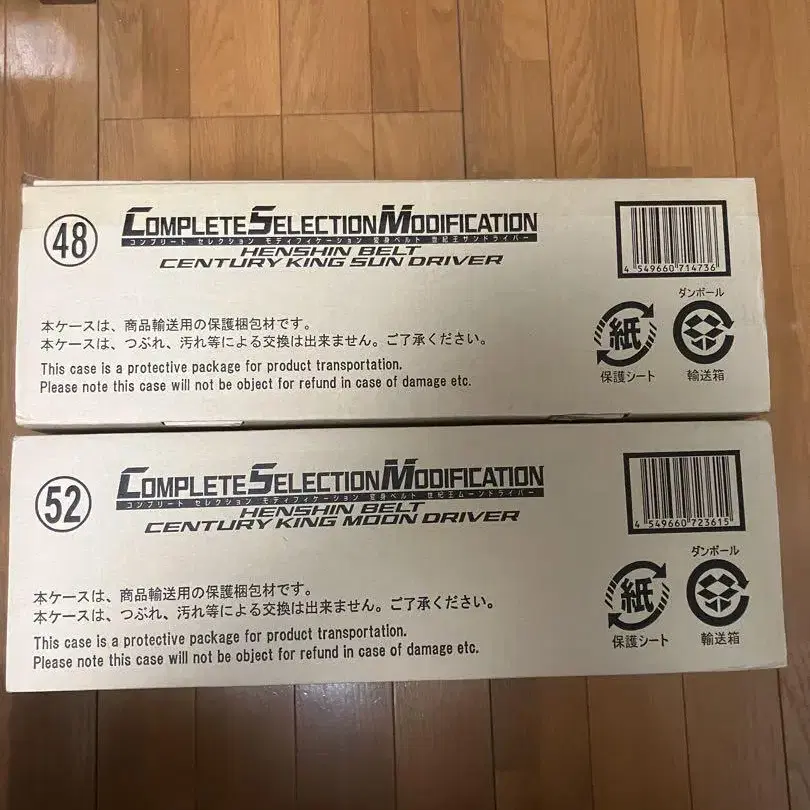 48
COMPLETE SELECTION MODIFICATION
コンプリート セレクション モディフィケーション 変身ベルト 世紀王サンドライバー
HENSHIN BELT
CENTURY KING SUN DRIVER
4 549660 714736
本ケースは、商品輸送用の保護梱包材です。
本ケースは、つぶれ、汚れ等による交換は出来ません。ご了承ください。
This case is a protective package for product transportation.
Please note this case will not be object for refund in case of damage etc.
紙
保護シート
ダンボール
輸送箱
52
COMPLETE SELECTION MODIFICATION
コンプリート セレクション モディフィケーション 変身ベルト 世紀王ムーンドライバー
HENSHIN BELT
CENTURY KING MOON DRIVER
4 549660 723615
本ケースは、商品輸送用の保護梱包材です。
本ケースは、つぶれ、汚れ等による交換は出来ません。ご了承ください。
This case is a protective package for product transportation.
Please note this case will not be object for refund in case of damage etc.
紙
保護シート
ダンボール
輸送箱